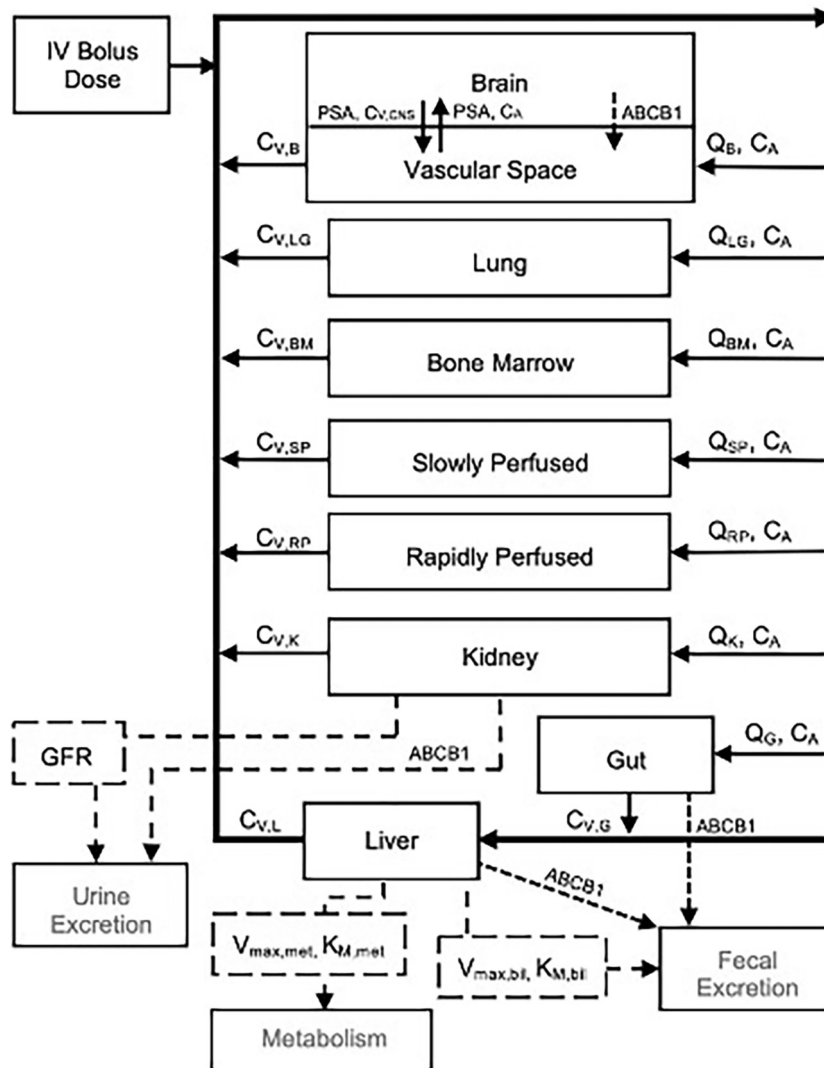 IV Bolus
Dose
Brain
PSA, CV,CNS
PSA, CA
ABCB1
Vascular Space
CV,B
QB, CA
CV,LG
Lung
QLG, CA
CV,BM
Bone Marrow
QBM, CA
CV,SP
Slowly Perfused
QSP, CA
CV,RP
Rapidly Perfused
QRP, CA
CV,K
Kidney
QK, CA
GFR
ABCB1
Gut
QG, CA
CV,L
Liver
CV,G
ABCB1
Urine
Excretion
ABCB1
Vmax,met, KM,met
Vmax,bil, KM,bil
Fecal
Excretion
Metabolism